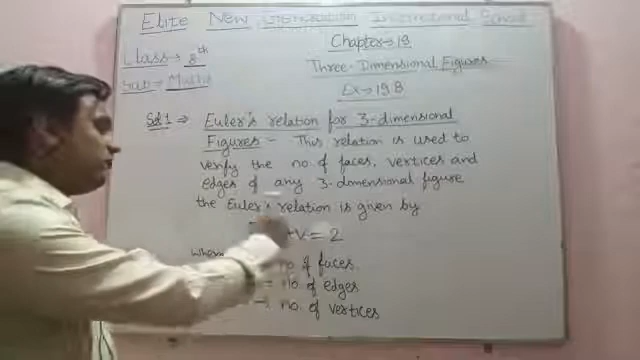 Elite New Generation International School
Chapter→19
Class→ 8th
Three-Dimensional Figures
Sub→ Maths
Ex→19.B
Sol 1 ⇒ Euler's relation for 3-dimensional
Figures - This relation is used to
verify the no. of faces, vertices and
edges of any 3-dimensional figure
the Euler's relation is given by
+V = 2
where
no. of faces
= no. of edges
→ no. of vertices